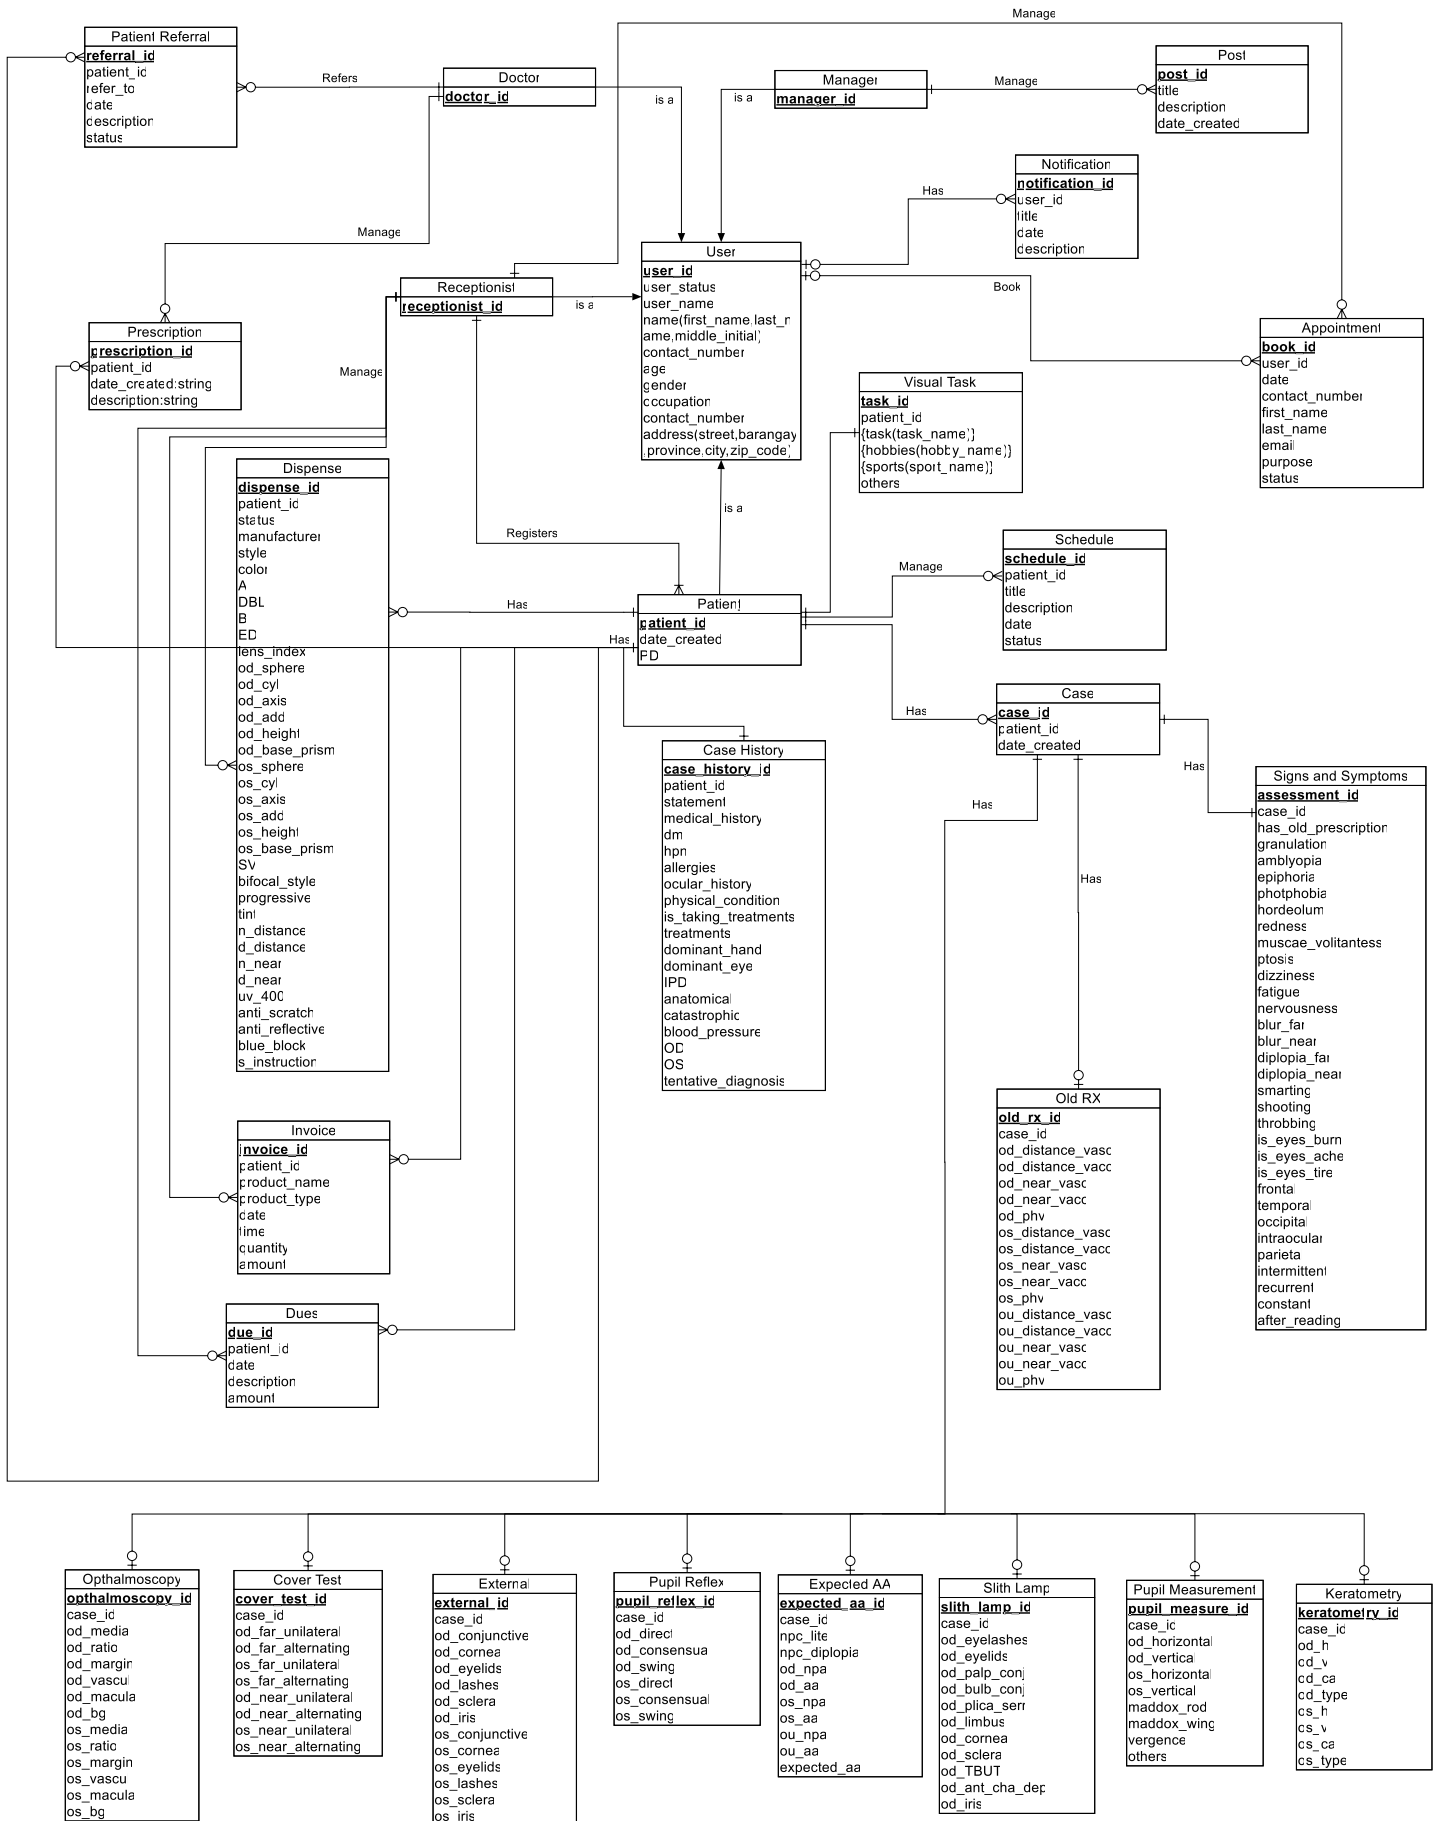 Manage
Patient Referral
referral_id
patient_id
refer_to
date
description
status
Refers
Doctor
doctor_id
is a
Manager
manager_id
is a
Manage
Post
post_id
title
description
date_created
Notification
notification_id
user_id
title
date
description
Has
Manage
User
user_id
user_status
user_name
name(first_name,last_n
ame,middle_initial)
contact_number
age
gender
occupation
contact_number
address(street,barangay
,province,city,zip_code)
Book
Receptionist
receptionist_id
is a
Prescription
prescription_id
patient_id
date_created:string
description:string
Manage
Appointment
book_id
user_id
date
contact_number
first_name
last_name
email
purpose
status
Visual Task
task_id
patient_id
{task(task_name)}
{hobbies(hobby_name)}
{sports(sport_name)}
others
Dispense
dispense_id
patient_id
status
manufacturer
style
color
A
DBL
B
ED
lens_index
od_sphere
od_cyl
od_axis
od_add
od_height
od_base_prism
os_sphere
os_cyl
os_axis
os_add
os_height
os_base_prism
SV
bifocal_style
progressive
tint
n_distance
d_distance
n_near
d_near
uv_400
anti_scratch
anti_reflective
blue_block
s_instruction
is a
Registers
Schedule
schedule_id
patient_id
title
description
date
status
Manage
Has
Patient
patient_id
date_created
PD
Has
Case
case_id
patient_id
date_created
Has
Case History
case_history_id
patient_id
statement
medical_history
dm
hpn
allergies
ocular_history
physical_condition
is_taking_treatments
treatments
dominant_hand
dominant_eye
IPD
anatomical
catastrophic
blood_pressure
OD
OS
tentative_diagnosis
Has
Has
Has
Signs and Symptoms
assessment_id
case_id
has_old_prescription
granulation
amblyopia
epiphoria
photphobia
hordeolum
redness
muscae_volitantess
ptosis
dizziness
fatigue
nervousness
blur_far
blur_near
diplopia_far
diplopia_near
smarting
shooting
throbbing
is_eyes_burn
is_eyes_ache
is_eyes_tire
frontal
temporal
occipital
intraocular
parieta
intermittent
recurrent
constant
after_reading
Old RX
old_rx_id
case_id
od_distance_vasc
od_distance_vacc
od_near_vasc
od_near_vacc
od_phv
os_distance_vasc
os_distance_vacc
os_near_vasc
os_near_vacc
os_phv
ou_distance_vasc
ou_distance_vacc
ou_near_vasc
ou_near_vacc
ou_phv
Invoice
invoice_id
patient_id
product_name
product_type
date
time
quantity
amount
Dues
due_id
patient_id
date
description
amount
Opthalmoscopy
opthalmoscopy_id
case_id
od_media
od_ratio
od_margin
od_vascul
od_macula
od_bg
os_media
os_ratio
os_margin
os_vascu
os_macula
os_bg
Cover Test
cover_test_id
case_id
od_far_unilateral
od_far_alternating
os_far_unilateral
os_far_alternating
od_near_unilateral
od_near_alternating
os_near_unilateral
os_near_alternating
External
external_id
case_id
od_conjunctive
od_cornea
od_eyelids
od_lashes
od_sclera
od_iris
os_conjunctive
os_cornea
os_eyelids
os_lashes
os_sclera
os_iris
Pupil Reflex
pupil_reflex_id
case_id
od_direct
od_consensua
od_swing
os_direct
os_consensual
os_swing
Expected AA
expected_aa_id
case_id
npc_lite
npc_diplopia
od_npa
od_aa
os_npa
os_aa
ou_npa
ou_aa
expected_aa
Slith Lamp
slith_lamp_id
case_id
od_eyelashes
od_eyelids
od_palp_conj
od_bulb_conj
od_plica_sem
od_limbus
od_cornea
od_sclera
od_TBUT
od_ant_cha_dep
od_iris
Pupil Measurement
pupil_measure_id
case_id
od_horizontal
od_vertical
os_horizontal
os_vertical
maddox_rod
maddox_wing
vergence
others
Keratometry
keratometry_id
case_id
od_h
od_v
od_ca
od_type
os_h
os_v
os_ca
os_type